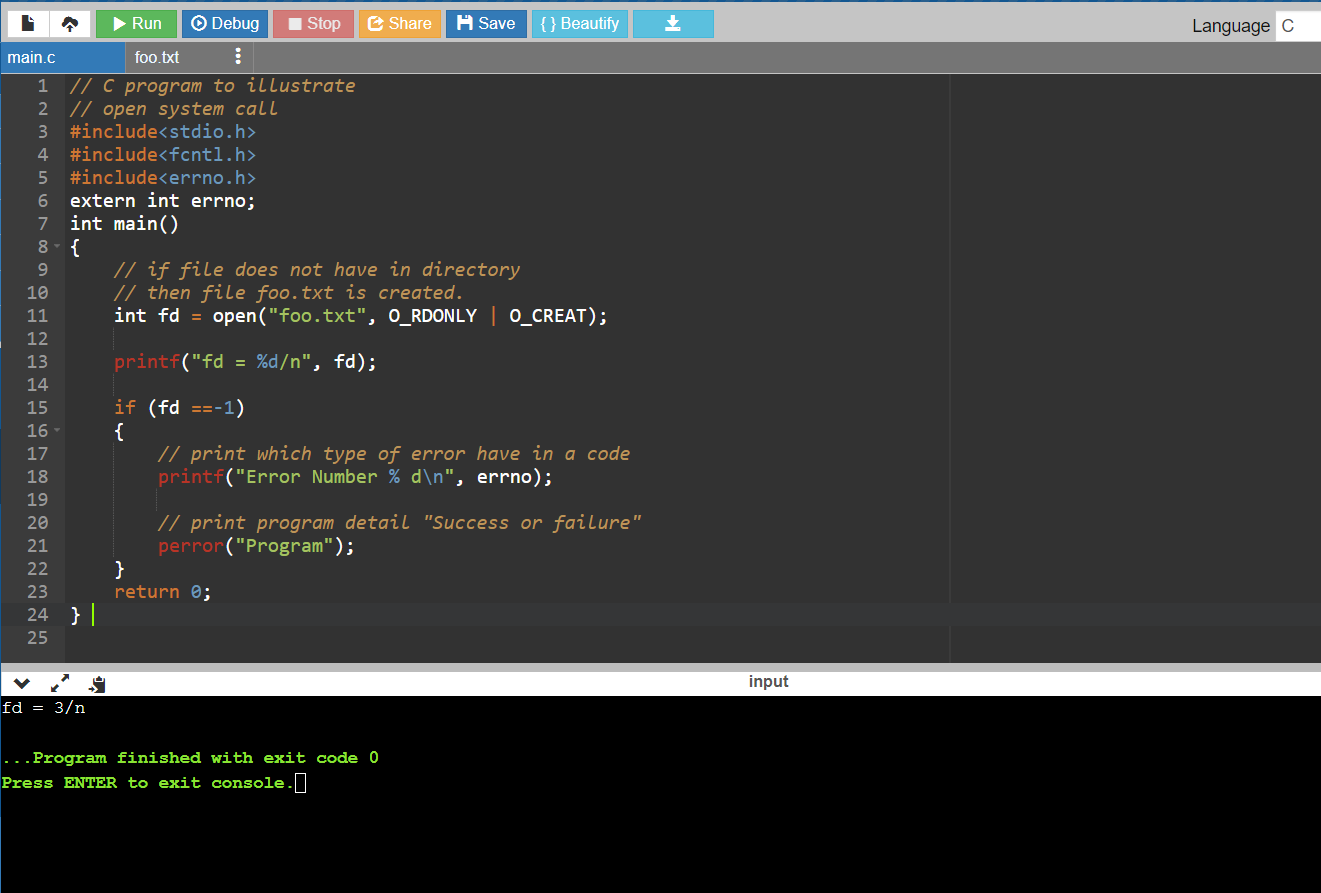 Run Debug Stop Share Save { } Beautify Language C
main.c foo.txt
1 // C program to illustrate
2 // open system call
3 #include<stdio.h>
4 #include<fcntl.h>
5 #include<errno.h>
6 extern int errno;
7 int main()
8 {
9     // if file does not have in directory
10     // then file foo.txt is created.
11     int fd = open("foo.txt", O_RDONLY | O_CREAT);
12
13     printf("fd = %d/n", fd);
14
15     if (fd ==-1)
16     {
17         // print which type of error have in a code
18         printf("Error Number % d\n", errno);
19
20         // print program detail "Success or failure"
21         perror("Program");
22     }
23     return 0;
24 }
25
input
fd = 3/n
...Program finished with exit code 0
Press ENTER to exit console.